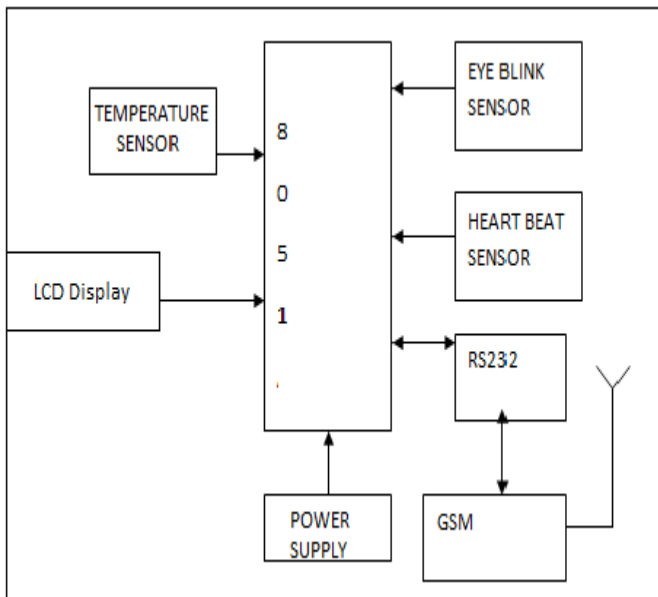 EYE BLINK
SENSOR
TEMPERATURE
SENSOR
8
0
5
1
HEART BEAT
SENSOR
LCD Display
RS232
POWER
SUPPLY
GSM